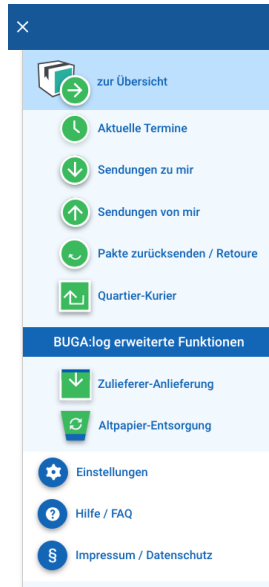 zur Übersicht
Aktuelle Termine
Sendungen zu mir
Sendungen von mir
Pakte zurücksenden / Retoure
Quartier-Kurier
BUGA:log erweiterte Funktionen
Zulieferer-Anlieferung
Altpapier-Entsorgung
Einstellungen
? Hilfe / FAQ
§ Impressum / Datenschutz